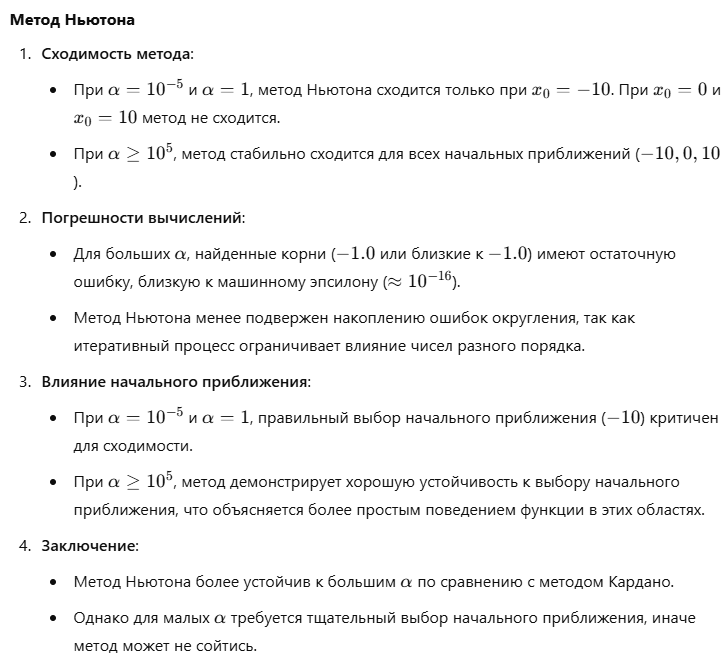 Метод Ньютона
1. Сходимость метода:
• При α = 10⁻⁵ и α = 1, метод Ньютона сходится только при x₀ = −10. При x₀ = 0 и
x₀ = 10 метод не сходится.
• При α ≥ 10⁵, метод стабильно сходится для всех начальных приближений (−10, 0, 10
).
2. Погрешности вычислений:
• Для больших α, найденные корни (−1.0 или близкие к −1.0) имеют остаточную
ошибку, близкую к машинному эпсилону (≈ 10⁻¹⁶).
• Метод Ньютона менее подвержен накоплению ошибок округления, так как
итеративный процесс ограничивает влияние чисел разного порядка.
3. Влияние начального приближения:
• При α = 10⁻⁵ и α = 1, правильный выбор начального приближения (−10) критичен
для сходимости.
• При α ≥ 10⁵, метод демонстрирует хорошую устойчивость к выбору начального
приближения, что объясняется более простым поведением функции в этих областях.
4. Заключение:
• Метод Ньютона более устойчив к большим α по сравнению с методом Кардано.
• Однако для малых α требуется тщательный выбор начального приближения, иначе
метод может не сойтись.